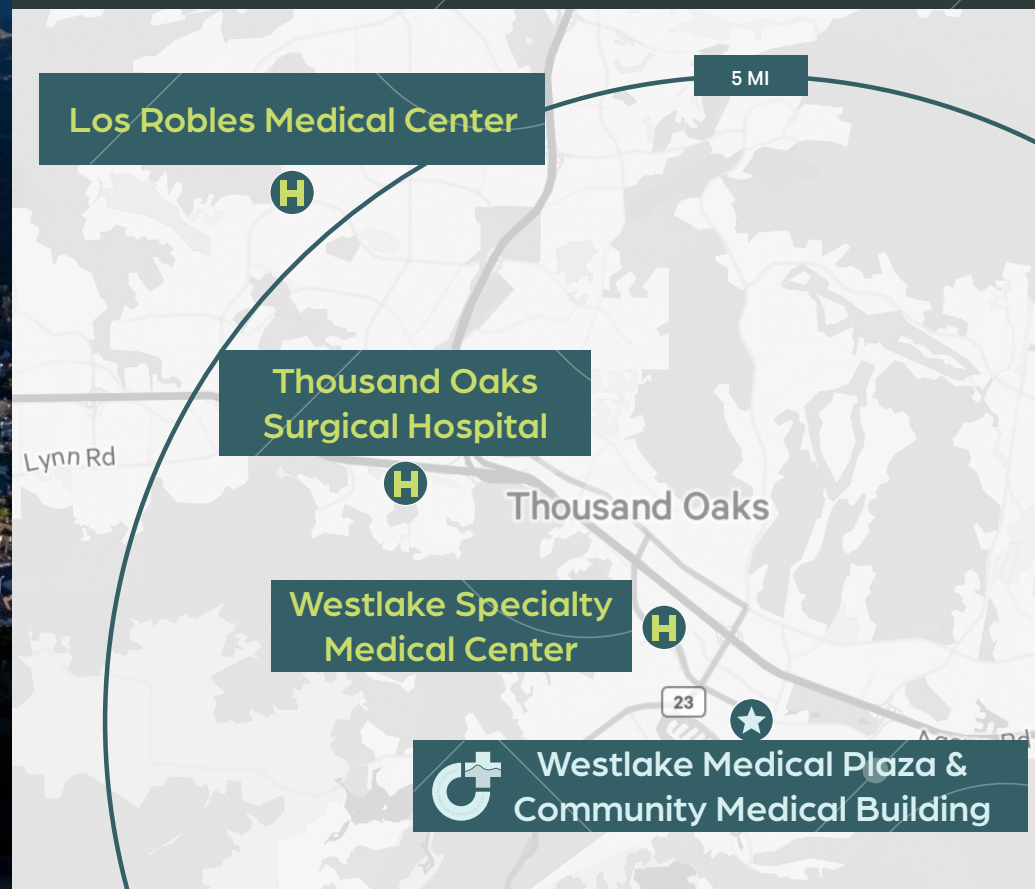 5 MI
Los Robles Medical Center
H
Thousand Oaks
Surgical Hospital
Lynn Rd
H
Thousand Oaks
Westlake Specialty
Medical Center
H
23
Westlake Medical Plaza &
Community Medical Building